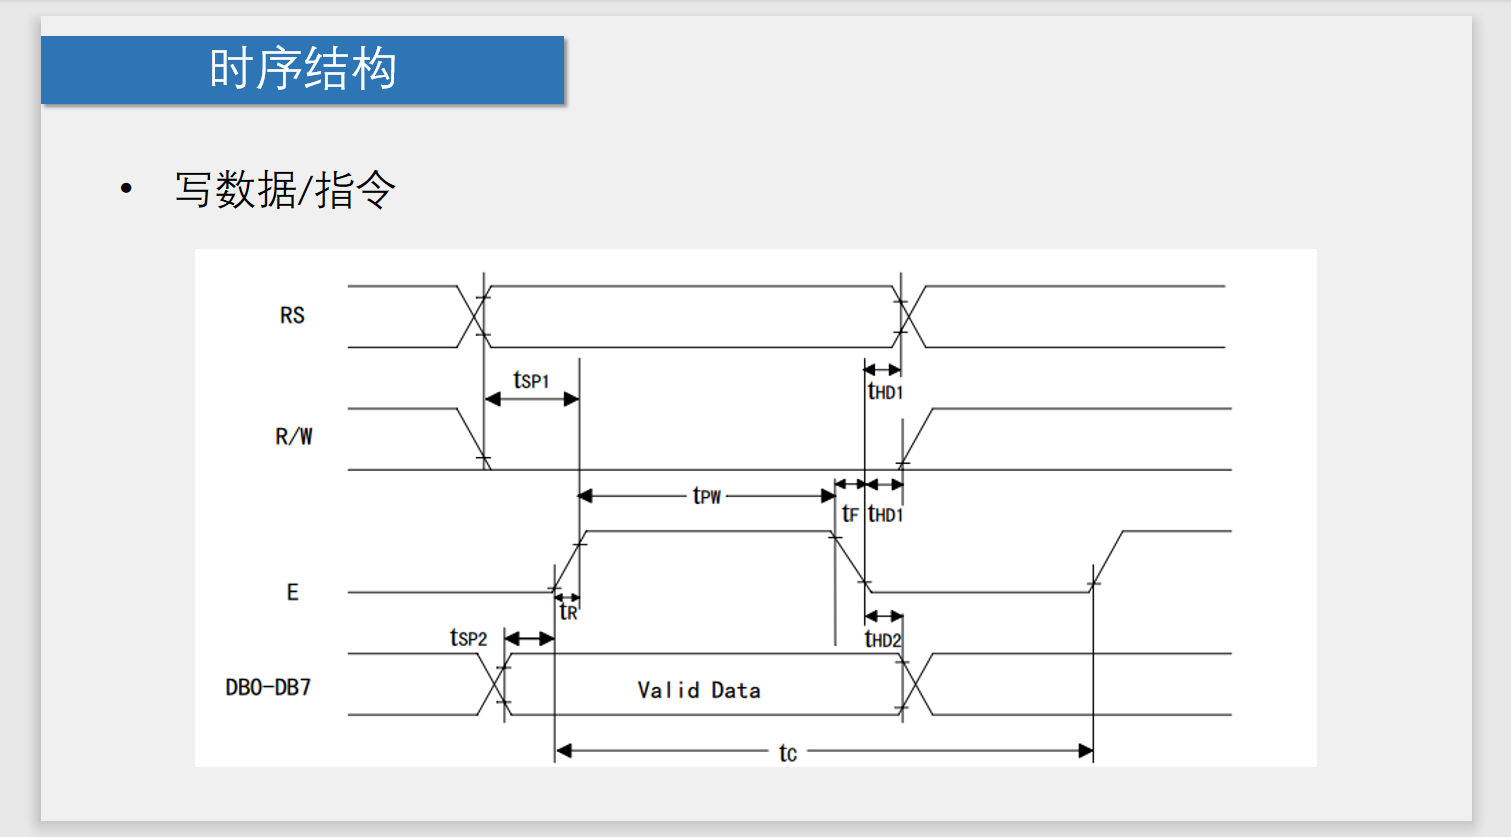 时序结构
• 写数据/指令
RS
tSP1
tHD1
R/W
tPW
tF tHD1
E
tR
tSP2
tHD2
DB0-DB7
Valid Data
tC